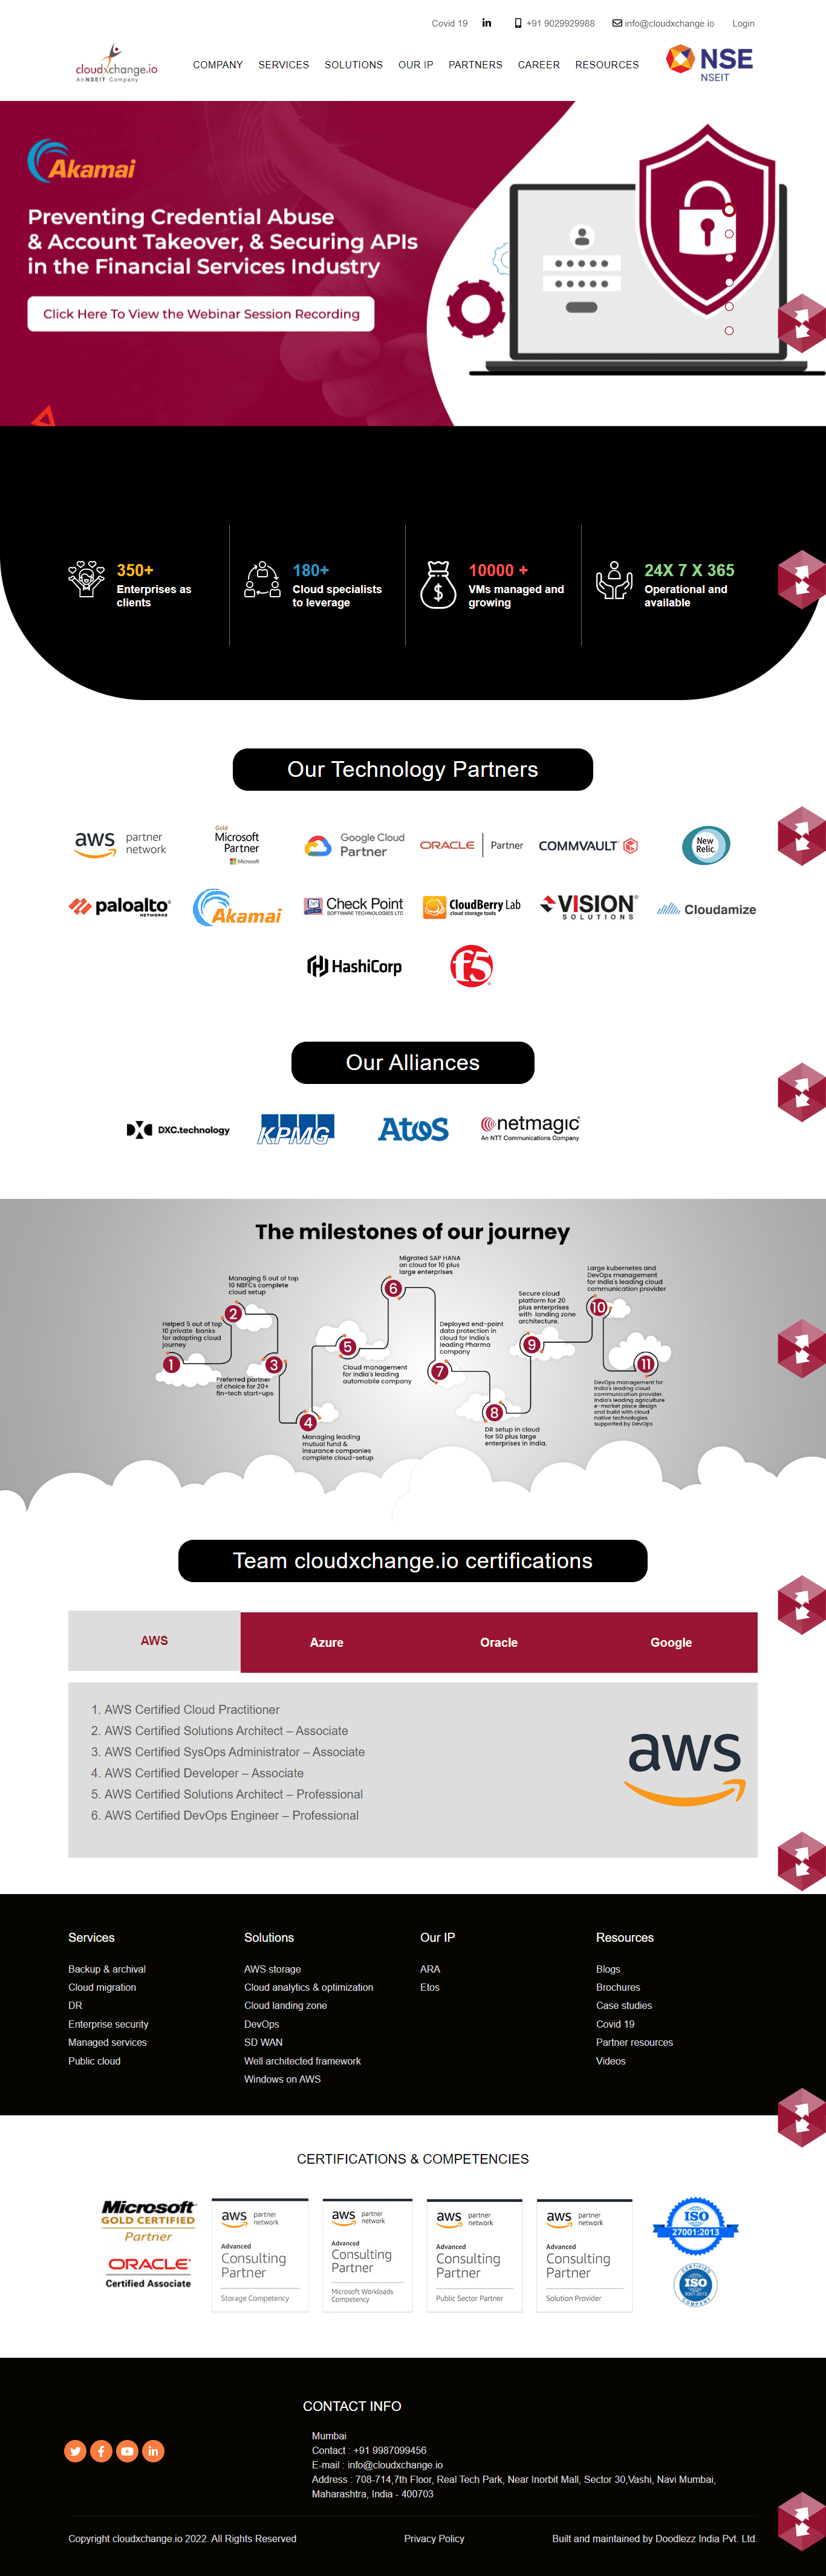 Covid 19
+91 9029929988
info@cloudxchange.io
Login
cloudxchange.io
An NSEIT Company
COMPANY
SERVICES
SOLUTIONS
OUR IP
PARTNERS
CAREER
RESOURCES
NSE
NSEIT
Akamai
Preventing Credential Abuse
& Account Takeover, & Securing APIs
in the Financial Services Industry
Click Here To View the Webinar Session Recording
350+
Enterprises as
clients
180+
Cloud specialists
to leverage
10000 +
VMs managed and
growing
24X 7 X 365
Operational and
available
Our Technology Partners
aws partner
network
Gold
Microsoft
Partner
Microsoft
Google Cloud
Partner
ORACLE Partner
COMMVAULT
New
Relic.
paloalto
NETWORKS
Akamai
Check Point
SOFTWARE TECHNOLOGIES LTD
CloudBerry Lab
cloud storage tools
VISION
SOLUTIONS
Cloudamize
HashiCorp
f5
Our Alliances
DXC.technology
KPMG
Atos
netmagic
An NTT Communications Company
The milestones of our journey
Helped 5 out of top
10 private banks
for adapting cloud
journey
1
Managing 5 out of top
10 NBFCs complete
cloud setup
2
3
Preferred partner
of choice for 20+
fin-tech start-ups
4
Managing leading
mutual fund &
insurance companies
complete cloud-setup
5
Cloud management
for India's leading
automobile company
Migrated SAP HANA
on cloud for 10 plus
large enterprises
6
Deployed end-point
data protection in
cloud for India's
leading Pharma
company
7
8
DR setup in cloud
for 50 plus large
enterprises in India.
Secure cloud
platform for 20
plus enterprises
with landing zone
architecture.
9
Large kubernetes and
DevOps management
for India's leading cloud
communication provider
10
11
DevOps management for
India's leading cloud
communication provider.
India's leading agriculture
e-market place design
and build with cloud
native technologies
supported by DevOps
Team cloudxchange.io certifications
AWS
Azure
Oracle
Google
1. AWS Certified Cloud Practitioner
2. AWS Certified Solutions Architect – Associate
3. AWS Certified SysOps Administrator – Associate
4. AWS Certified Developer – Associate
5. AWS Certified Solutions Architect – Professional
6. AWS Certified DevOps Engineer – Professional
aws
Services
Backup & archival
Cloud migration
DR
Enterprise security
Managed services
Public cloud
Solutions
AWS storage
Cloud analytics & optimization
Cloud landing zone
DevOps
SD WAN
Well architected framework
Windows on AWS
Our IP
ARA
Etos
Resources
Blogs
Brochures
Case studies
Covid 19
Partner resources
Videos
CERTIFICATIONS & COMPETENCIES
Microsoft
GOLD CERTIFIED
Partner
ORACLE
Certified Associate
aws partner
network
Advanced
Consulting
Partner
Storage Competency
aws partner
network
Advanced
Consulting
Partner
Microsoft Workloads
Competency
aws partner
network
Advanced
Consulting
Partner
Public Sector Partner
aws partner
network
Advanced
Consulting
Partner
Solution Provider
ISO
27001:2013
CERTIFIED
ISO
9001:2015
COMPANY
CONTACT INFO
Mumbai
Contact : +91 9987099456
E-mail : info@cloudxchange.io
Address : 708-714,7th Floor, Real Tech Park, Near Inorbit Mall, Sector 30,Vashi, Navi Mumbai,
Maharashtra, India - 400703
Copyright cloudxchange.io 2022. All Rights Reserved
Privacy Policy
Built and maintained by Doodlezz India Pvt. Ltd.